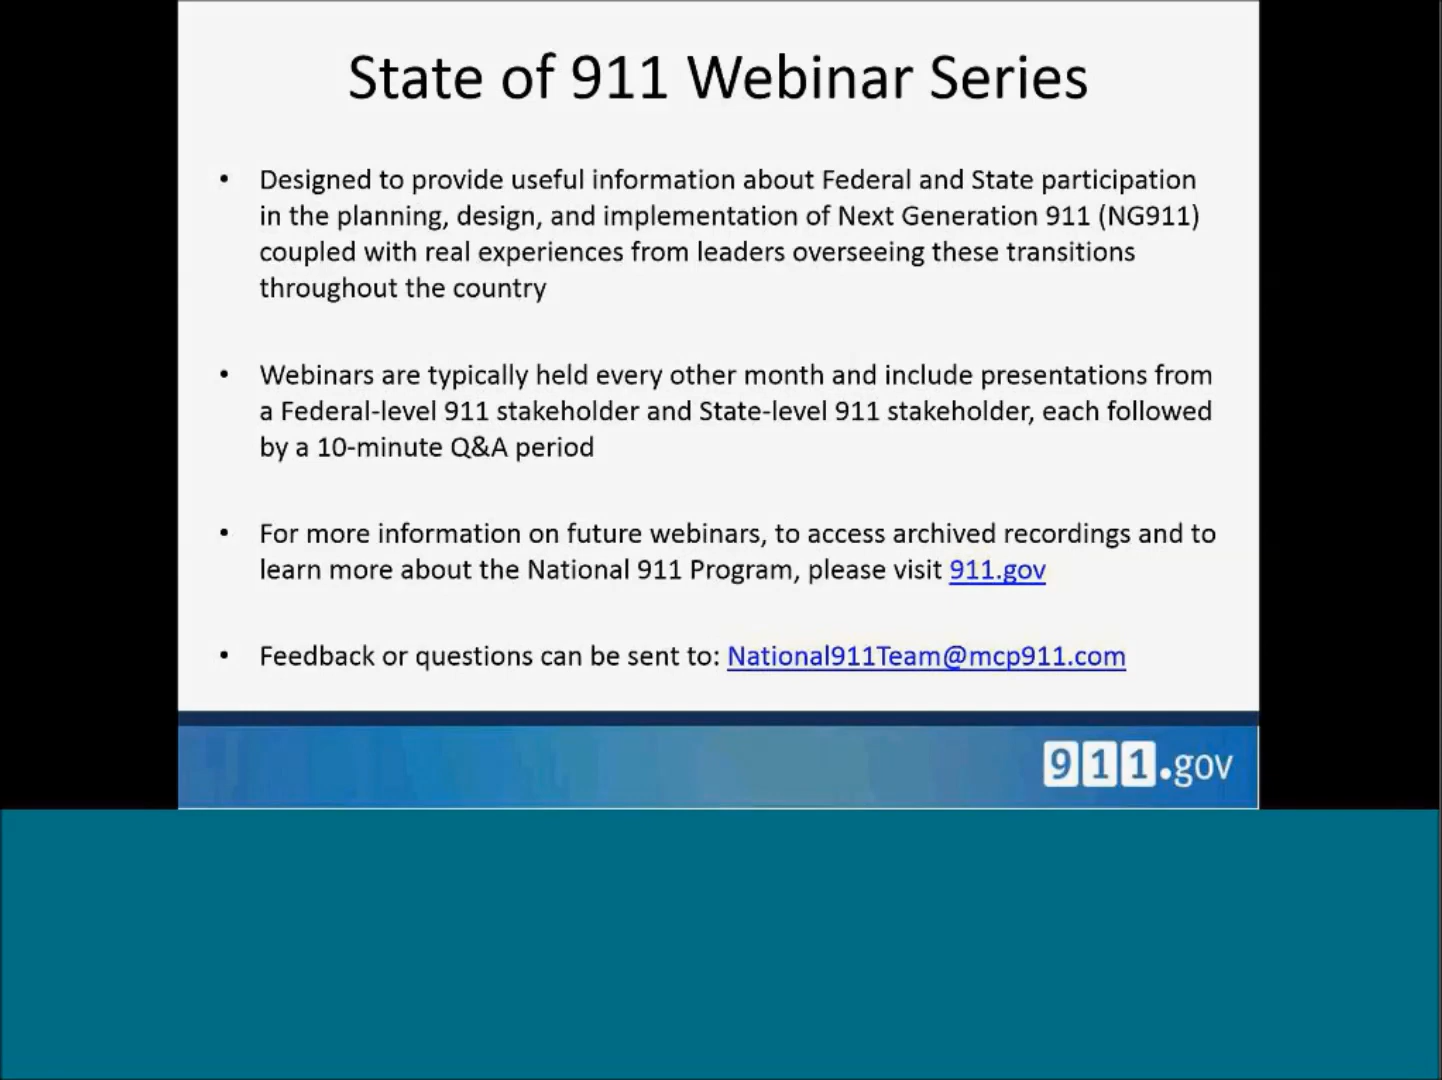 State of 911 Webinar Series
• Designed to provide useful information about Federal and State participation
in the planning, design, and implementation of Next Generation 911 (NG911)
coupled with real experiences from leaders overseeing these transitions
throughout the country
• Webinars are typically held every other month and include presentations from
a Federal-level 911 stakeholder and State-level 911 stakeholder, each followed
by a 10-minute Q&A period
• For more information on future webinars, to access archived recordings and to
learn more about the National 911 Program, please visit 911.gov
• Feedback or questions can be sent to: National911Team@mcp911.com
911.gov